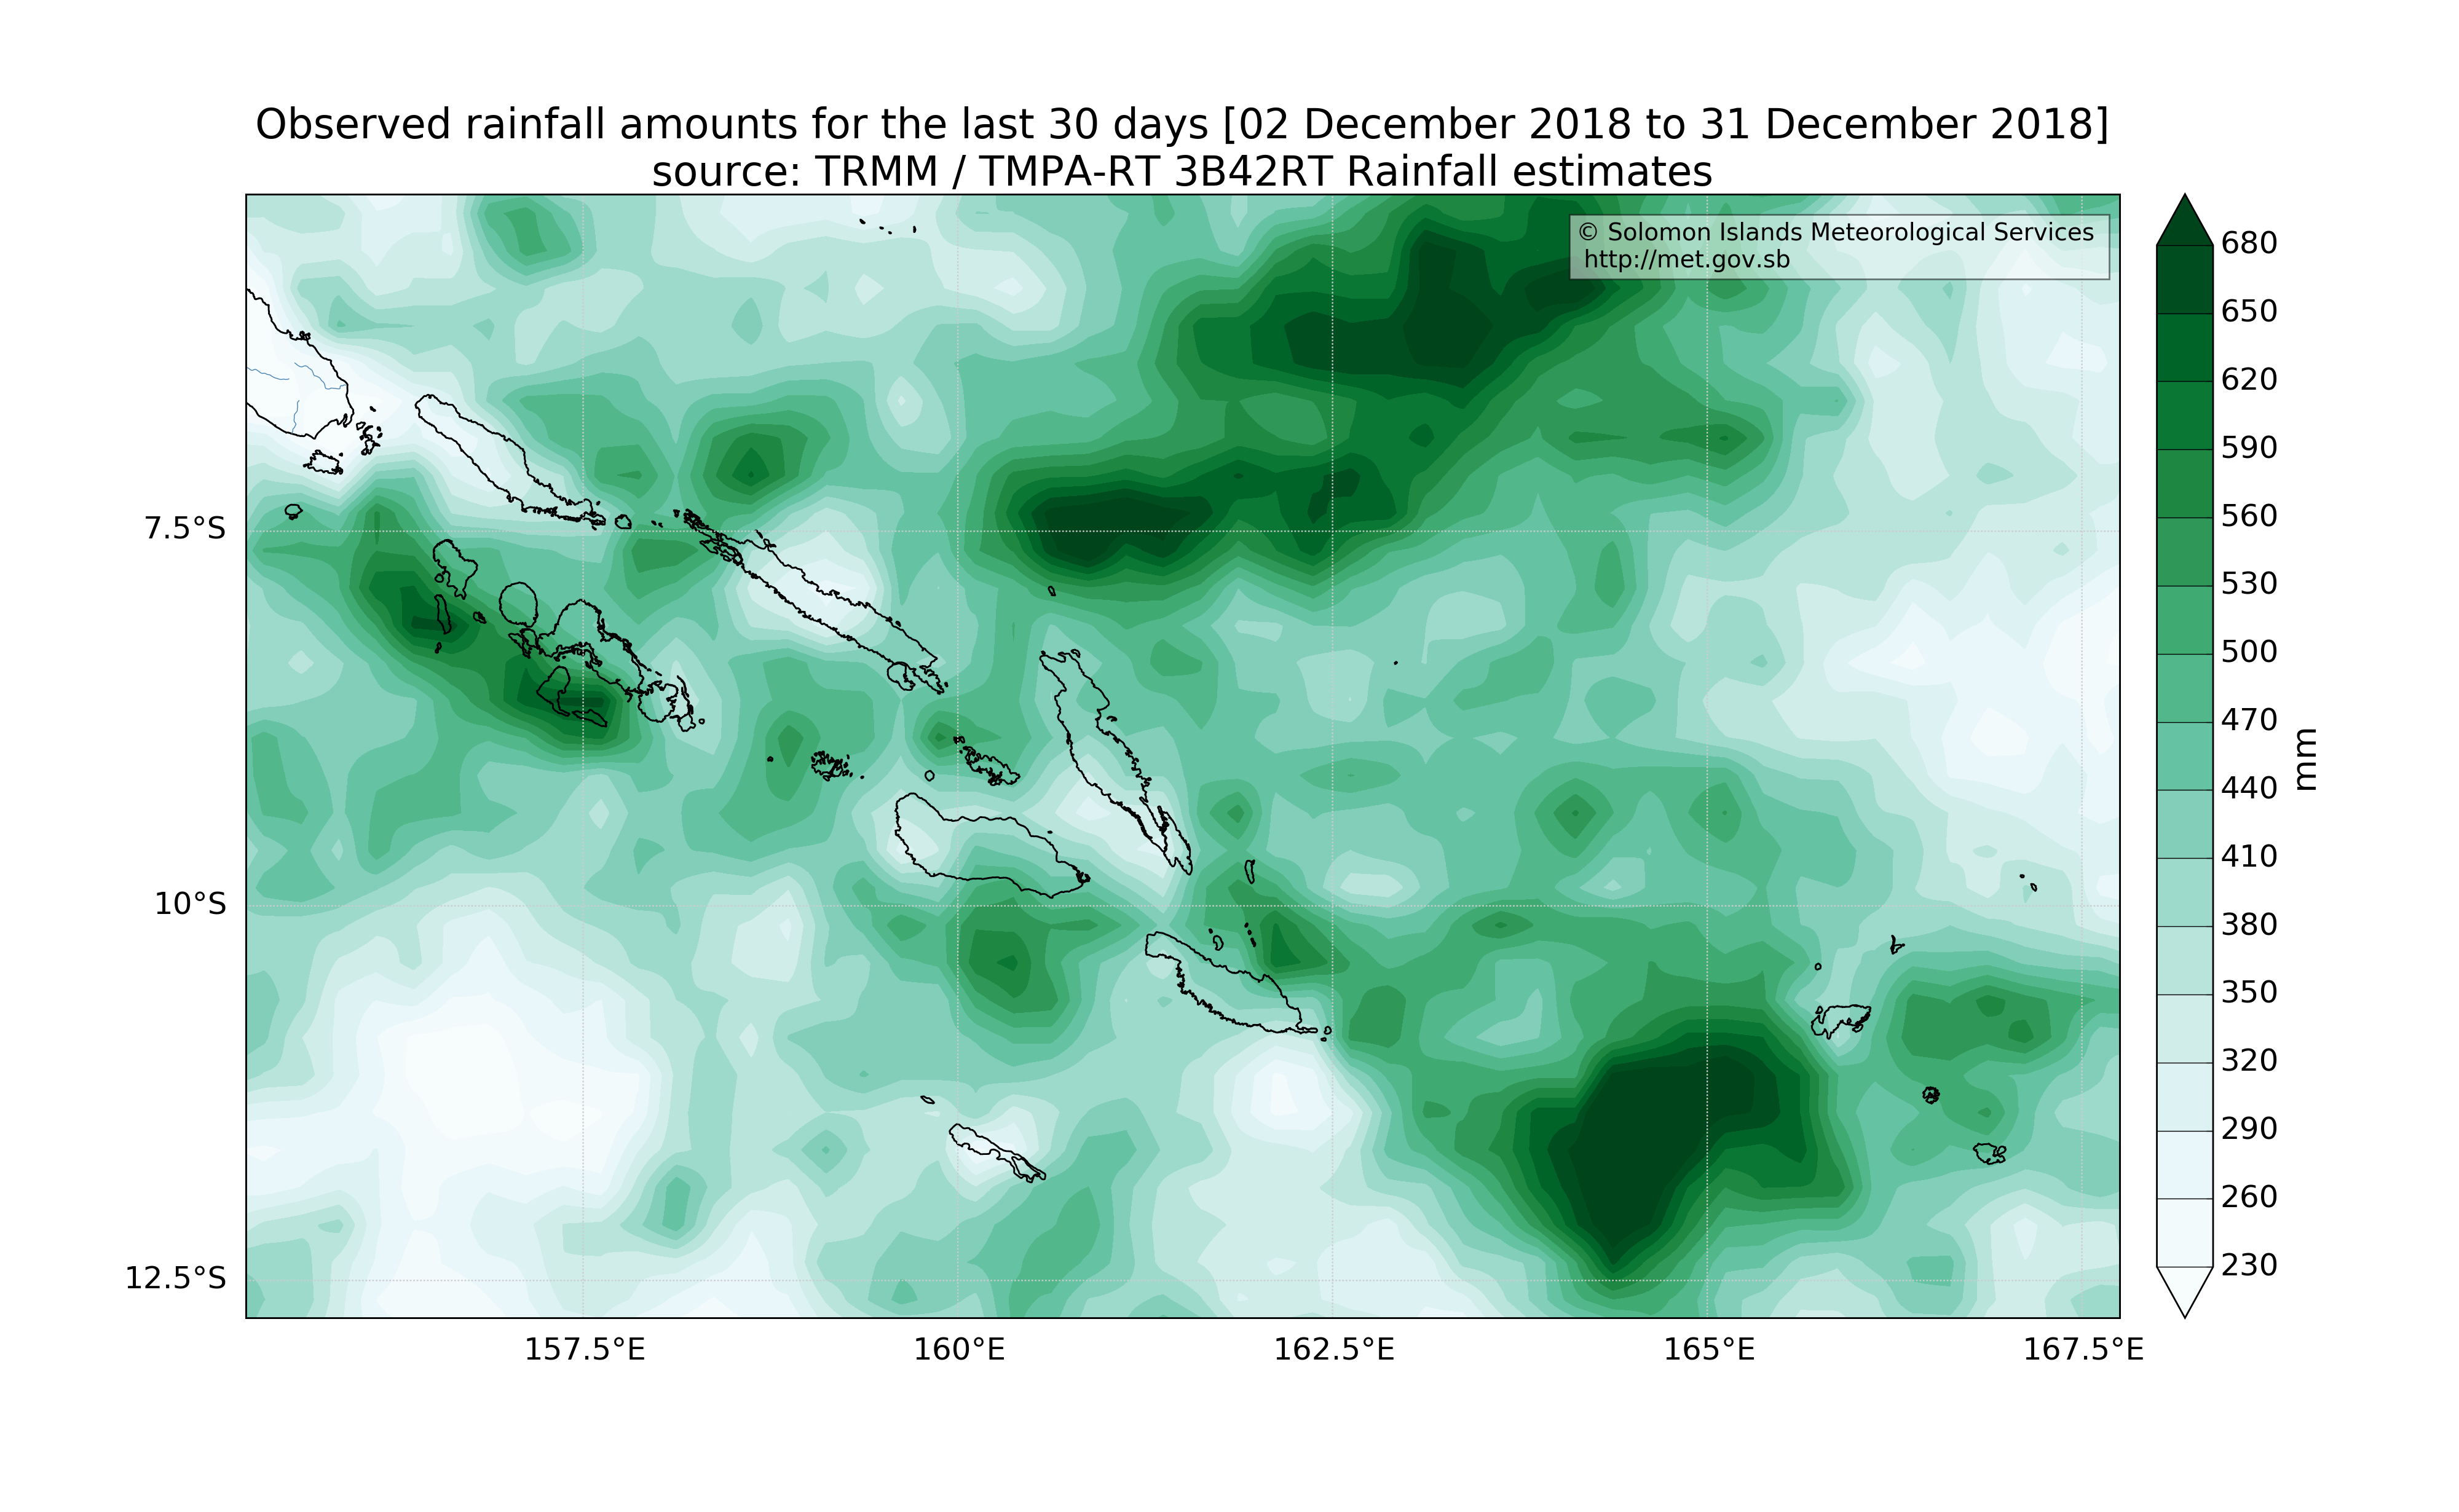 Observed rainfall amounts for the last 30 days [02 December 2018 to 31 December 2018]
source: TRMM / TMPA-RT 3B42RT Rainfall estimates
© Solomon Islands Meteorological Services
http://met.gov.sb
7.5°S
10°S
12.5°S
157.5°E
160°E
162.5°E
165°E
167.5°E
680
650
620
590
560
530
500
470
440
410
380
350
320
290
260
230
mm